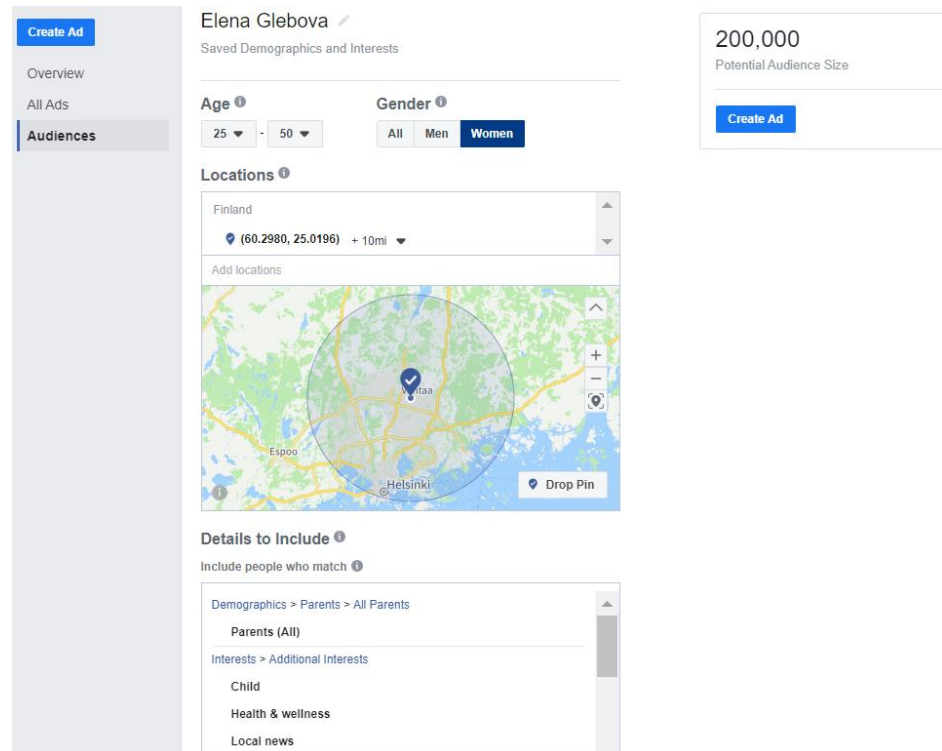 Create Ad
Overview
All Ads
Audiences
Elena Glebova
Saved Demographics and Interests
Age
Gender
25 - 50
All Men Women
Locations
Finland
(60.2980, 25.0196) + 10mi
Add locations
Espoo
Helsinki
Drop Pin
Details to Include
Include people who match
Demographics > Parents > All Parents
Parents (All)
Interests > Additional Interests
Child
Health & wellness
Local news
200,000
Potential Audience Size
Create Ad